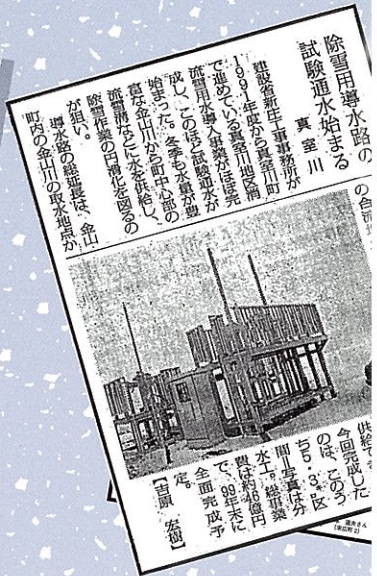 除雪用導水路の
試験通水始まる
真室川
建設省新庄工事事務所が
1991年度から真室川町
で進めている真室川地区消
流雪用水導入事業がほぼ完
成し、このほど試験通水が
始まった。冬季も水量が豊
富な金山川から町中心部の
流雪溝などに水を供給し、
除雪作業の円滑化を図るの
が狙い。
導水路の総延長は、金山
町内の金山川の取水地点か
の合流地
供給でき
今回完成した
のは、このう
ち5・3㌔区
間=写真は分
水工。総事業
費は約46億円
で、99年末に
全面完成予
定。
【吉原 宏樹】